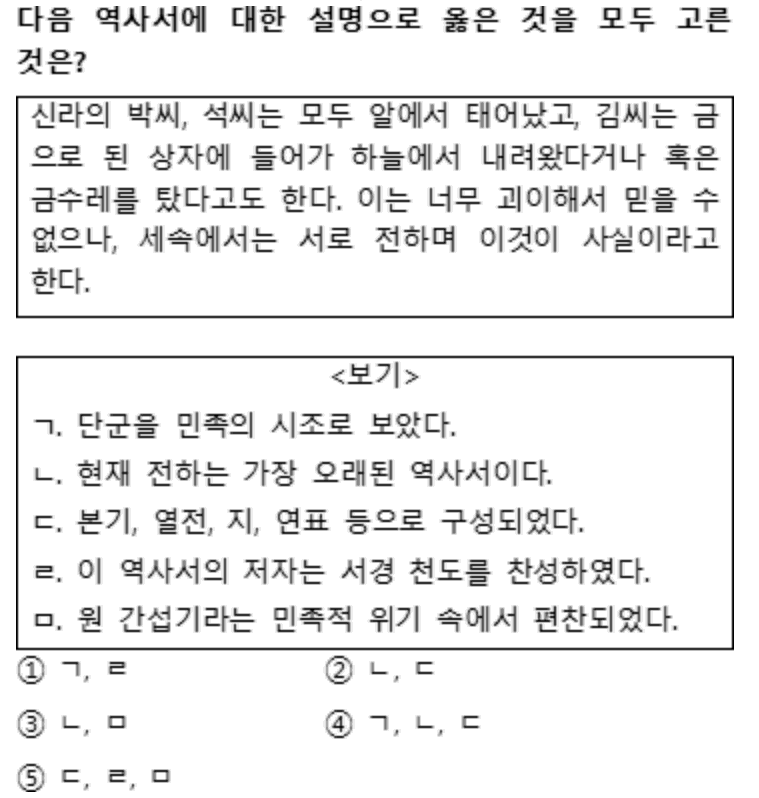 다음 역사서에 대한 설명으로 옳은 것을 모두 고른
것은?
신라의 박씨, 석씨는 모두 알에서 태어났고, 김씨는 금
으로 된 상자에 들어가 하늘에서 내려왔다거나 혹은
금수레를 탔다고도 한다. 이는 너무 괴이해서 믿을 수
없으나, 세속에서는 서로 전하며 이것이 사실이라고
한다.
<보기>
ㄱ. 단군을 민족의 시조로 보았다.
ㄴ. 현재 전하는 가장 오래된 역사서이다.
ㄷ. 본기, 열전, 지, 연표 등으로 구성되었다.
ㄹ. 이 역사서의 저자는 서경 천도를 찬성하였다.
ㅁ. 원 간섭기라는 민족적 위기 속에서 편찬되었다.
① ㄱ, ㄹ ② ㄴ, ㄷ
③ ㄴ, ㅁ ④ ㄱ, ㄴ, ㄷ
⑤ ㄷ, ㄹ, ㅁ